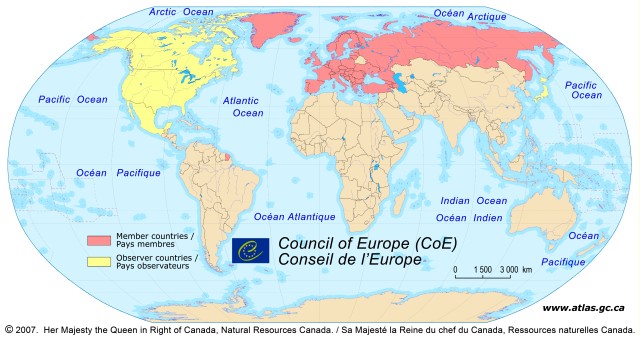 Arctic Ocean
Océan Arctique
Pacific Ocean
Atlantic
Ocean
Pacific
Ocean
Océan Pacifique
Indian Ocean
Océan Indien
Océan Atlantique
Océan
Pacifique
Member countries /
Pays membres
Observer countries /
Pays observateurs
Council of Europe (CoE)
Conseil de l'Europe
0 1 500 3 000 km
www.atlas.gc.ca
© 2007. Her Majesty the Queen in Right of Canada, Natural Resources Canada. / Sa Majesté la Reine du chef du Canada, Ressources naturelles Canada.